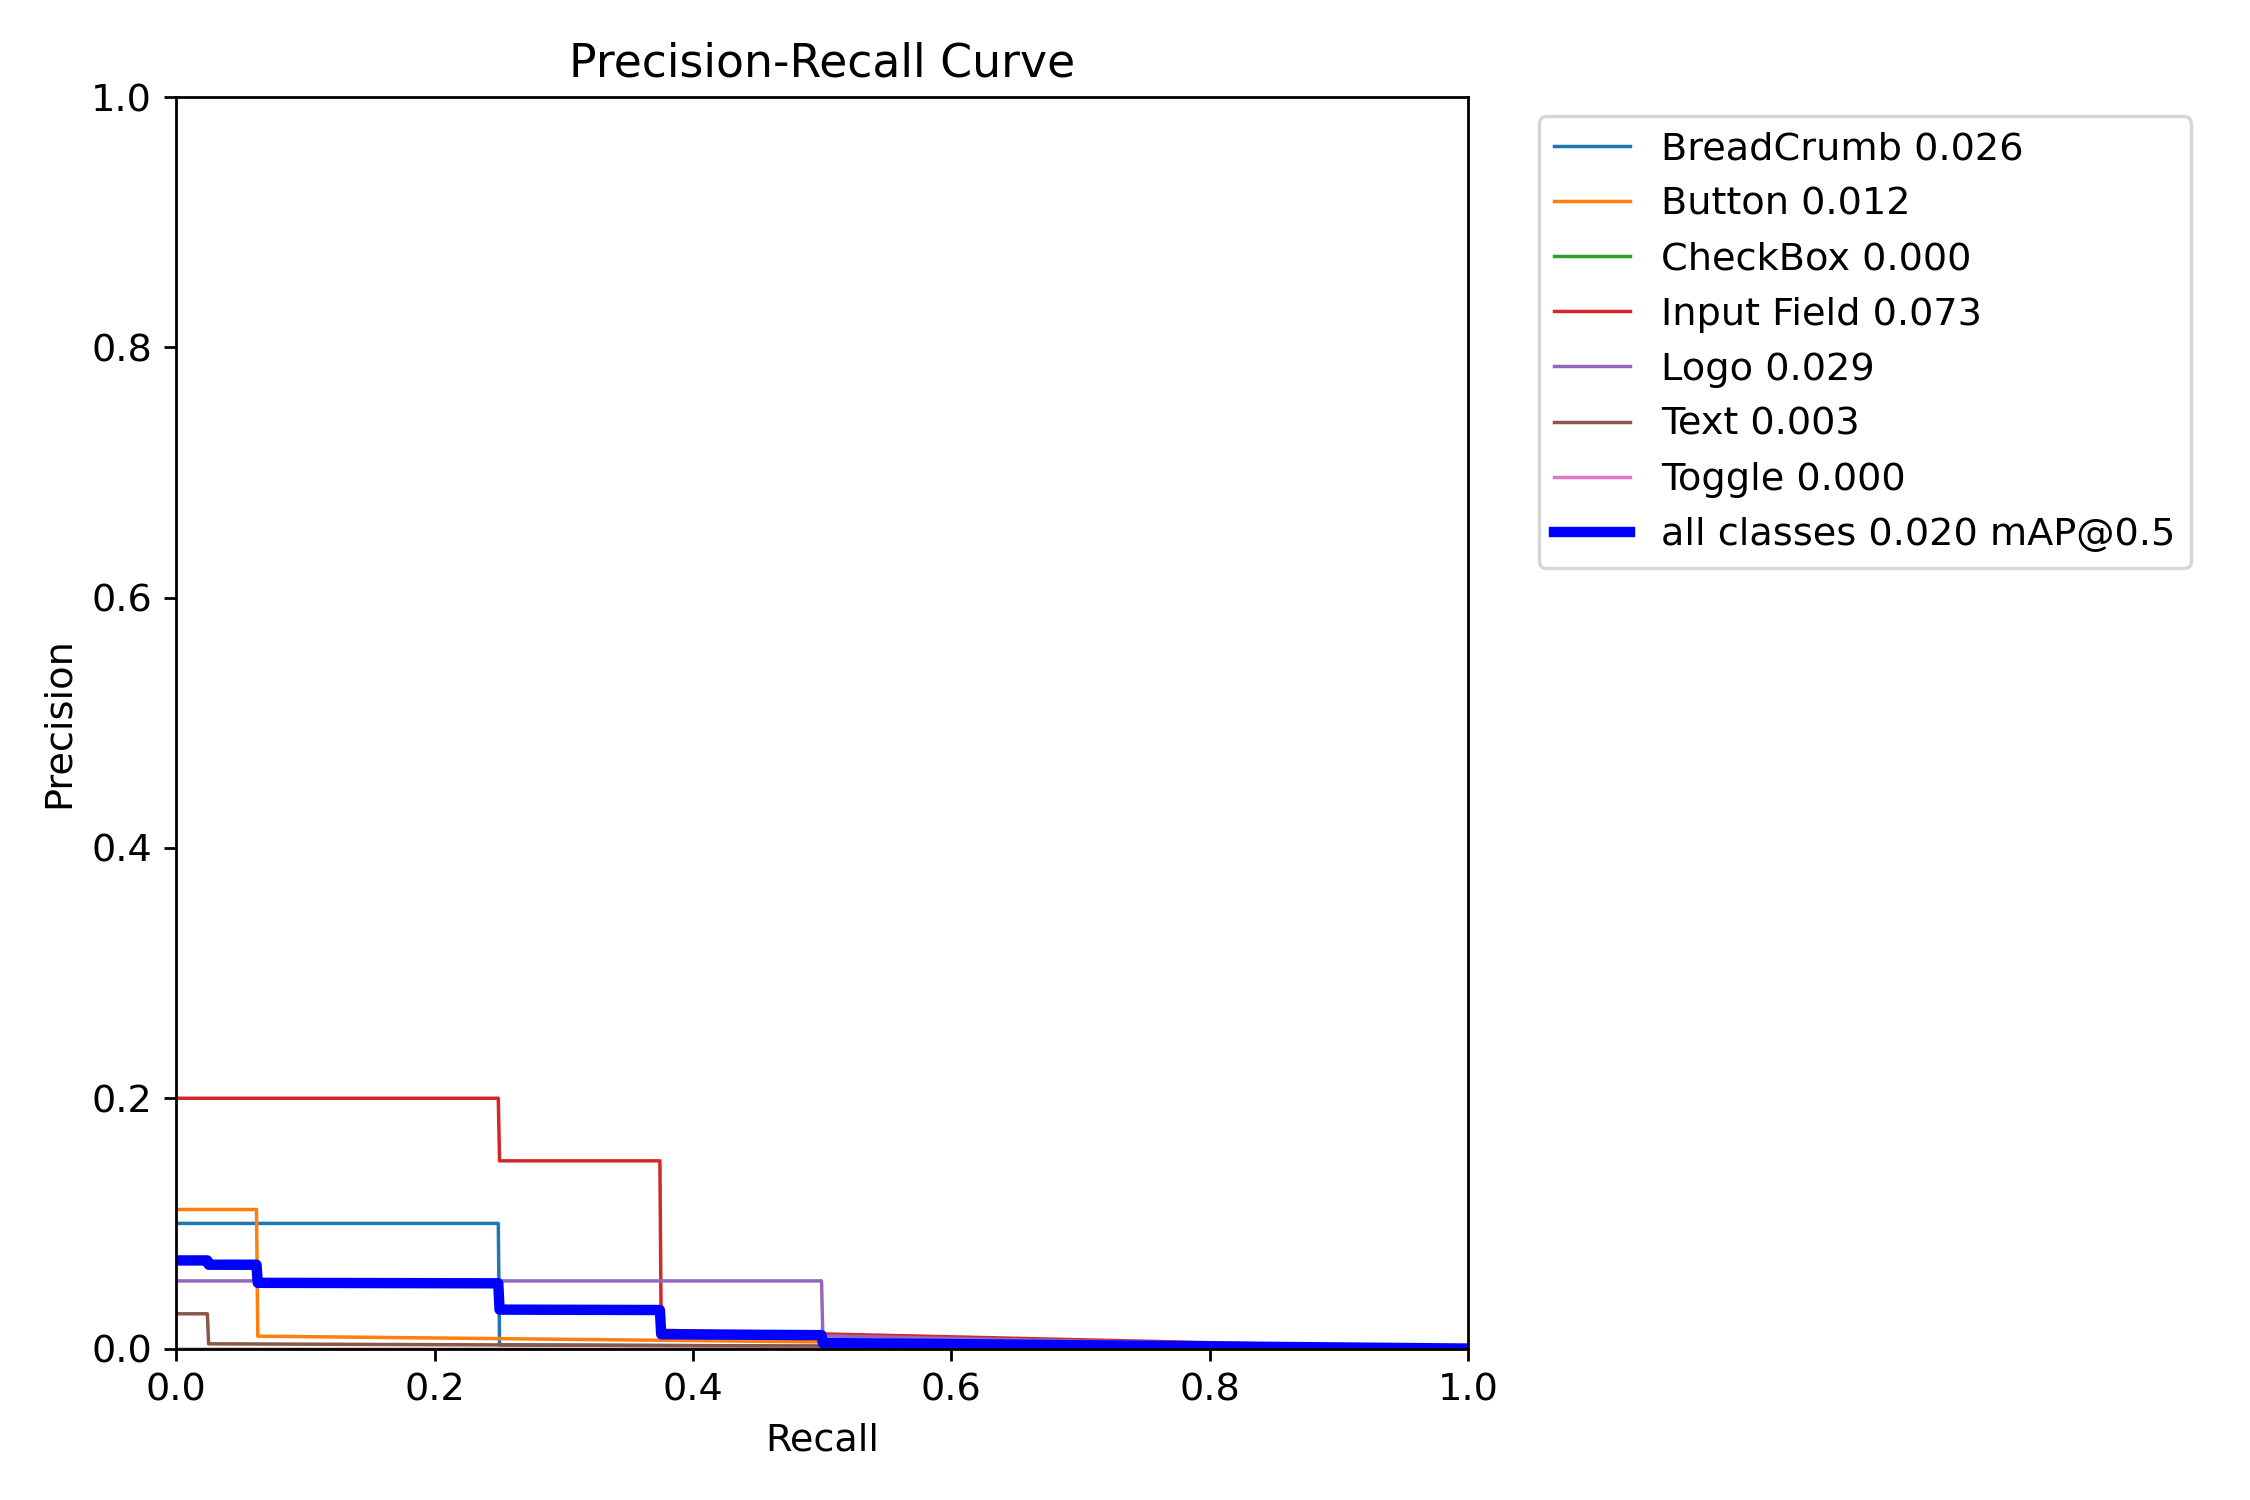 Precision-Recall Curve
1.0
0.8
0.6
0.4
0.2
0.0
Precision
0.0 0.2 0.4 0.6 0.8 1.0
Recall
BreadCrumb 0.026
Button 0.012
CheckBox 0.000
Input Field 0.073
Logo 0.029
Text 0.003
Toggle 0.000
all classes 0.020 mAP@0.5